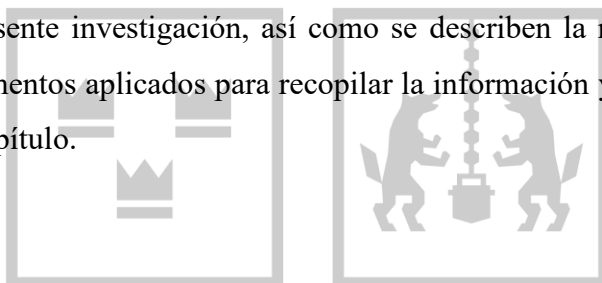 sente investigación, así como se describen la
mentos aplicados para recopilar la información y
pítulo.